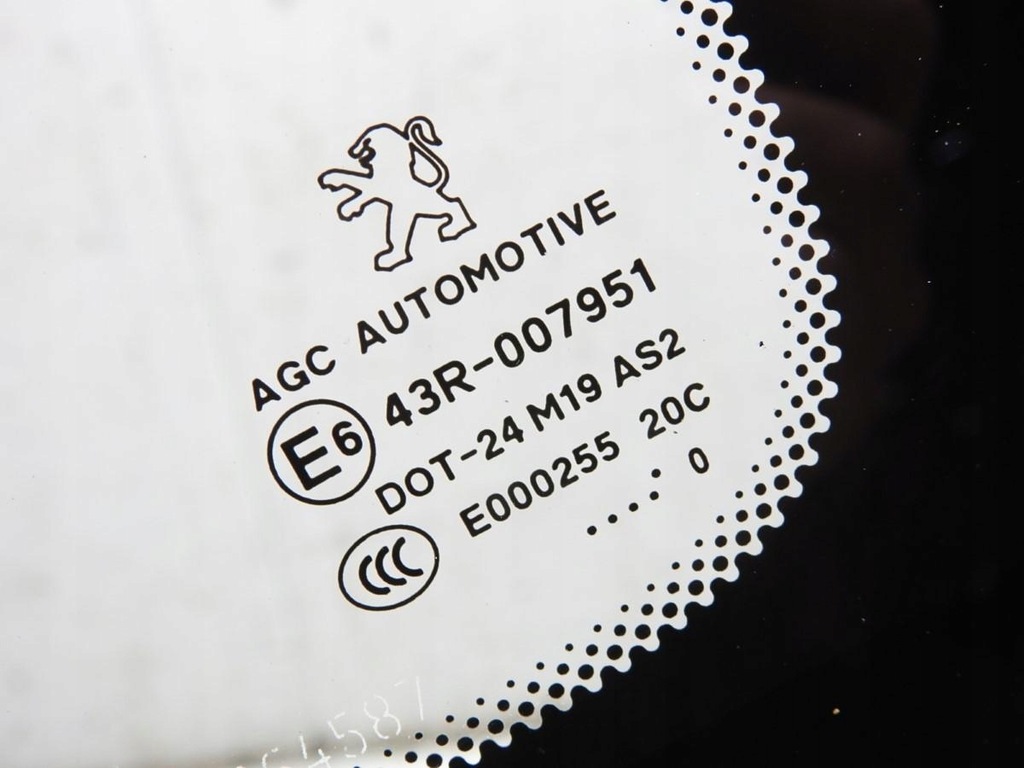 AGC AUTOMOTIVE
E6 43R-007951
DOT-24 M19 AS2
CCC E000255 20C
..... 0